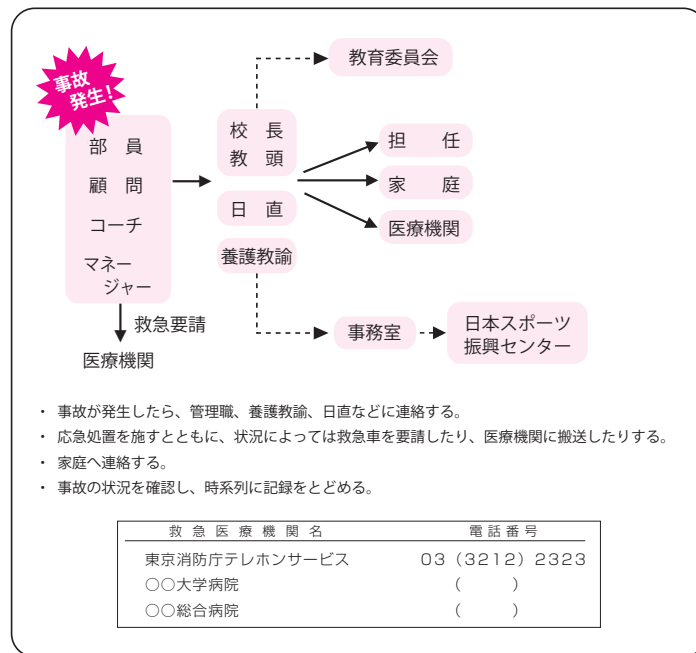 教育委員会
事故
発生!
校　長
教　頭
部　員
顧　問
コーチ
マネー
ジャー
担　　任
家　　庭
日　直
医療機関
養護教諭
救急要請
医療機関
事務室
日本スポーツ
振興センター
・ 事故が発生したら、管理職、養護教諭、日直などに連絡する。
・ 応急処置を施すとともに、状況によっては救急車を要請したり、医療機関に搬送したりする。
・ 家庭へ連絡する。
・ 事故の状況を確認し、時系列に記録をとどめる。
救急医療機関名　電話番号
東京消防庁テレホンサービス　03（3212）2323
○○大学病院　（　　　）
○○総合病院　（　　　）